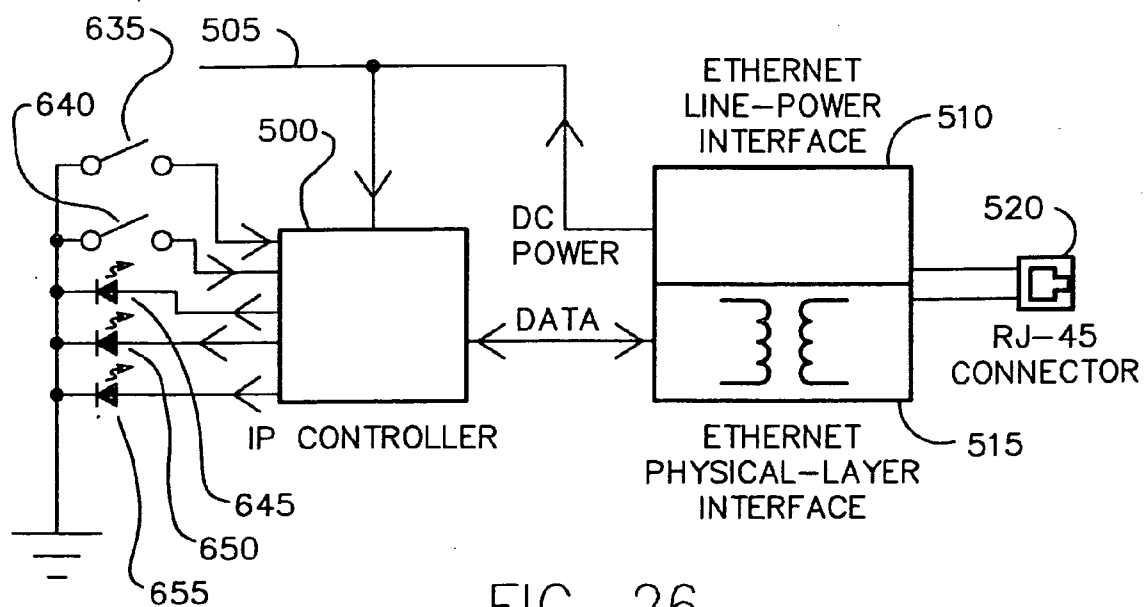 635
505
640
500
ETHERNET
LINE-POWER
INTERFACE
510
520
DC
POWER
DATA
RJ-45
CONNECTOR
IP CONTROLLER
ETHERNET
PHYSICAL-LAYER
INTERFACE
515
645
650
655
FIG. 26